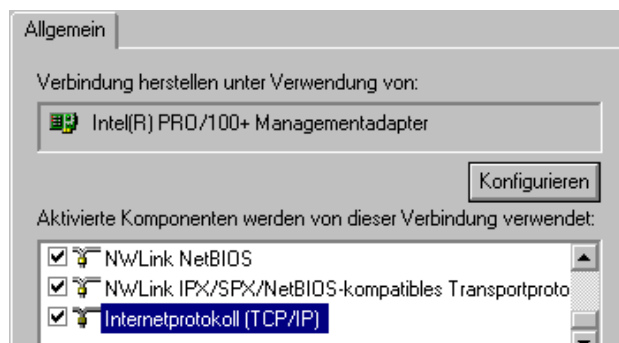 Allgemein
Verbindung herstellen unter Verwendung von:
Intel(R) PRO/100+ Managementadapter
Konfigurieren
Aktivierte Komponenten werden von dieser Verbindung verwendet:
NWLink NetBIOS
NWLink IPX/SPX/NetBIOS-kompatibles Transportproto
Internetprotokoll (TCP/IP)